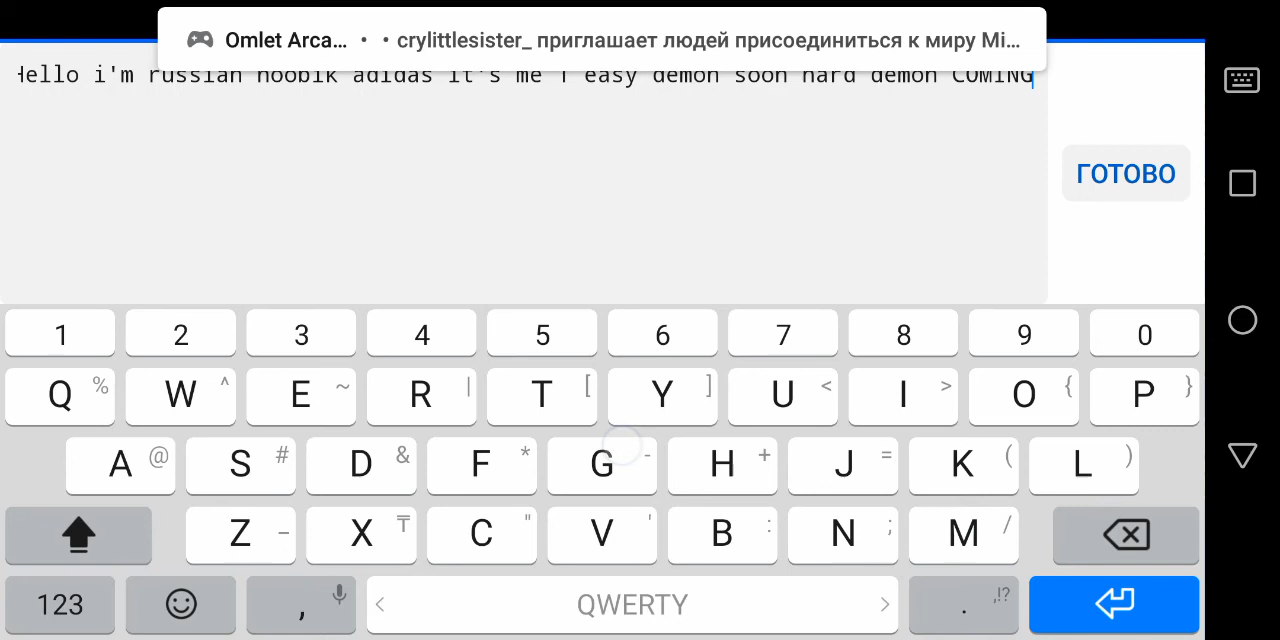 Omlet Arca... • • crylittlesister_ приглашает людей присоединиться к миру Mi...
Hello i'm russian noobik adidas it's me 1 easy demon soon hard demon COMING
ГОТОВО
1 2 3 4 5 6 7 8 9 0
Q % W ^ E ~ R | T [ Y ] U < I > O { P }
A @ S # D & F * G - H + J = K ( L )
Z _ X ₸ C " V ' B : N ; M /
123 , < QWERTY > . ,!?